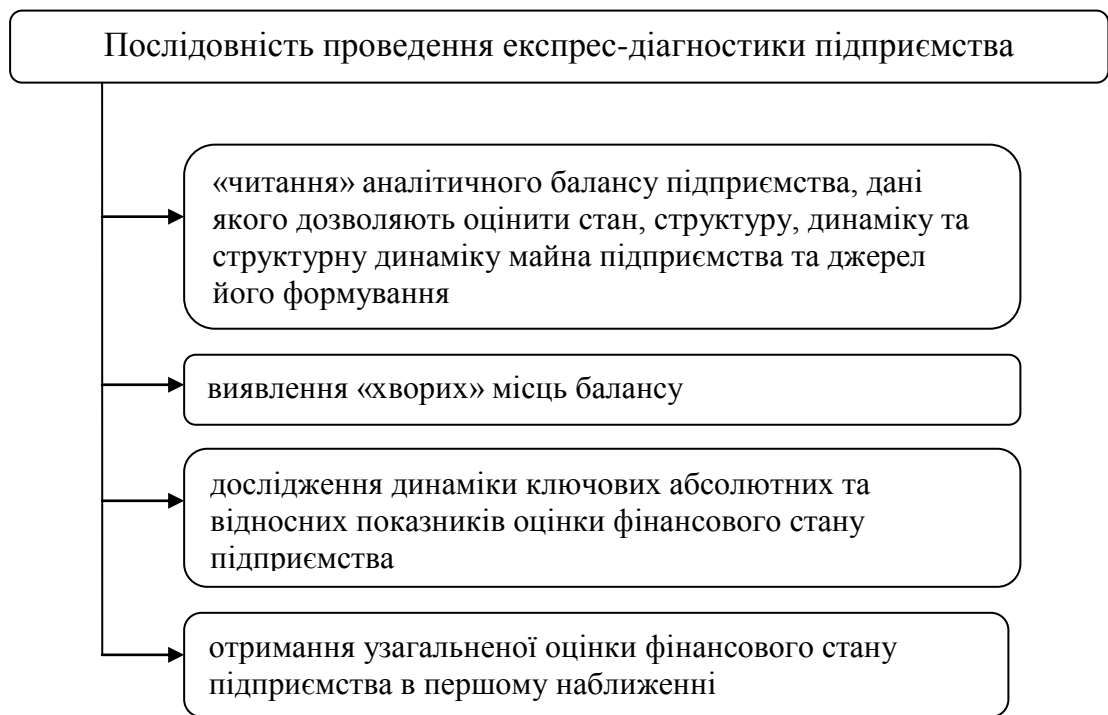 Послідовність проведення експрес-діагностики підприємства
«читання» аналітичного балансу підприємства, дані
якого дозволяють оцінити стан, структуру, динаміку та
структурну динаміку майна підприємства та джерел
його формування
виявлення «хворих» місць балансу
дослідження динаміки ключових абсолютних та
відносних показників оцінки фінансового стану
підприємства
отримання узагальненої оцінки фінансового стану
підприємства в першому наближенні